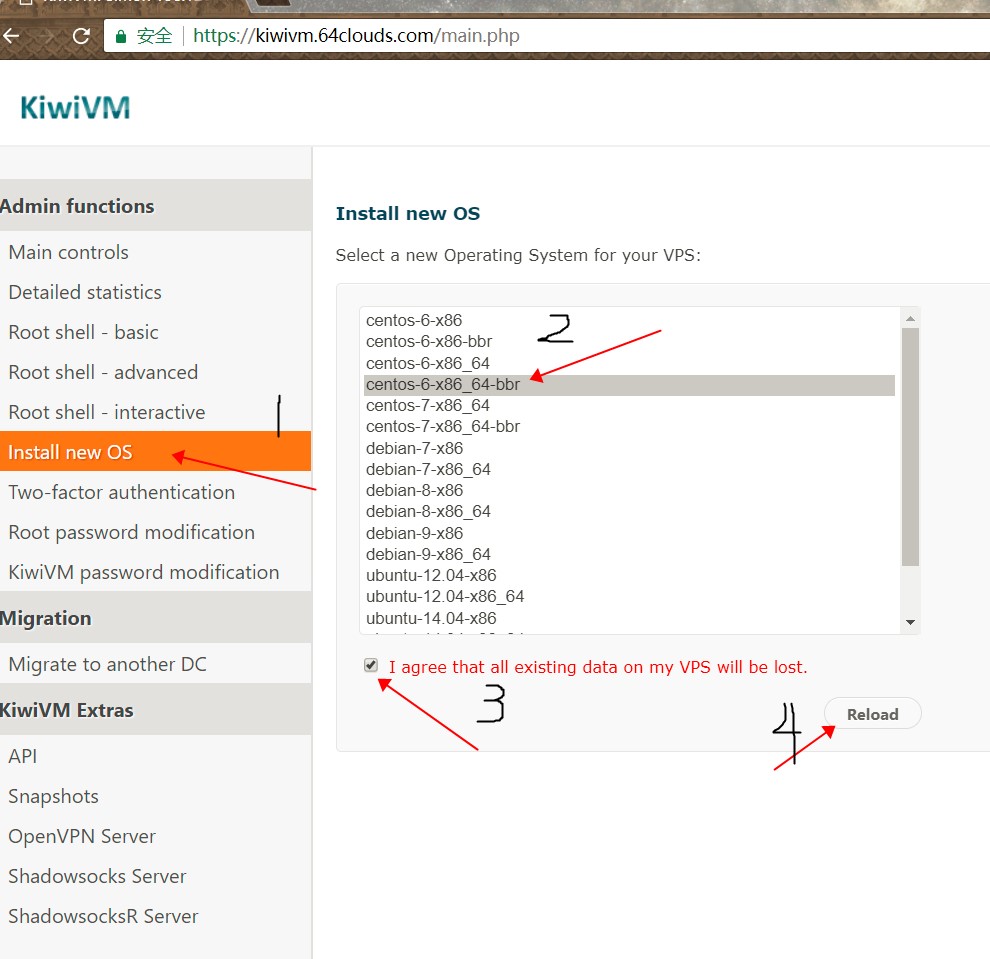 安全
https://kiwivm.64clouds.com/main.php
KiwiVM
Admin functions
Main controls
Detailed statistics
Root shell - basic
Root shell - advanced
Root shell - interactive
1
Install new OS
Two-factor authentication
Root password modification
KiwiVM password modification
Migration
Migrate to another DC
KiwiVM Extras
API
Snapshots
OpenVPN Server
Shadowsocks Server
ShadowsocksR Server
Install new OS
Select a new Operating System for your VPS:
centos-6-x86
2
centos-6-x86-bbr
centos-6-x86_64
centos-6-x86_64-bbr
centos-7-x86_64
centos-7-x86_64-bbr
debian-7-x86
debian-7-x86_64
debian-8-x86
debian-8-x86_64
debian-9-x86
debian-9-x86_64
ubuntu-12.04-x86
ubuntu-12.04-x86_64
ubuntu-14.04-x86
I agree that all existing data on my VPS will be lost.
3
4
Reload